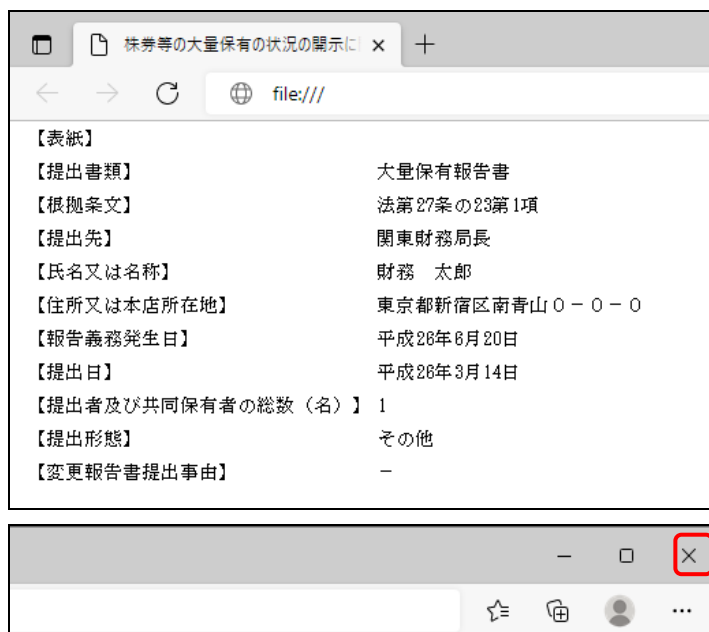 株券等の大量保有の状況の開示に
file:///
【表紙】
【提出書類】 大量保有報告書
【根拠条文】 法第27条の23第1項
【提出先】 関東財務局長
【氏名又は名称】 財務　太郎
【住所又は本店所在地】 東京都新宿区南青山０－０－０
【報告義務発生日】 平成26年6月20日
【提出日】 平成26年3月14日
【提出者及び共同保有者の総数（名）】 1
【提出形態】 その他
【変更報告書提出事由】 －